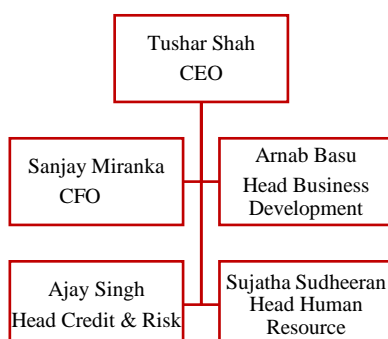 Tushar Shah
CEO
Sanjay Miranka
CFO
Arnab Basu
Head Business
Development
Ajay Singh
Head Credit & Risk
Sujatha Sudheeran
Head Human
Resource